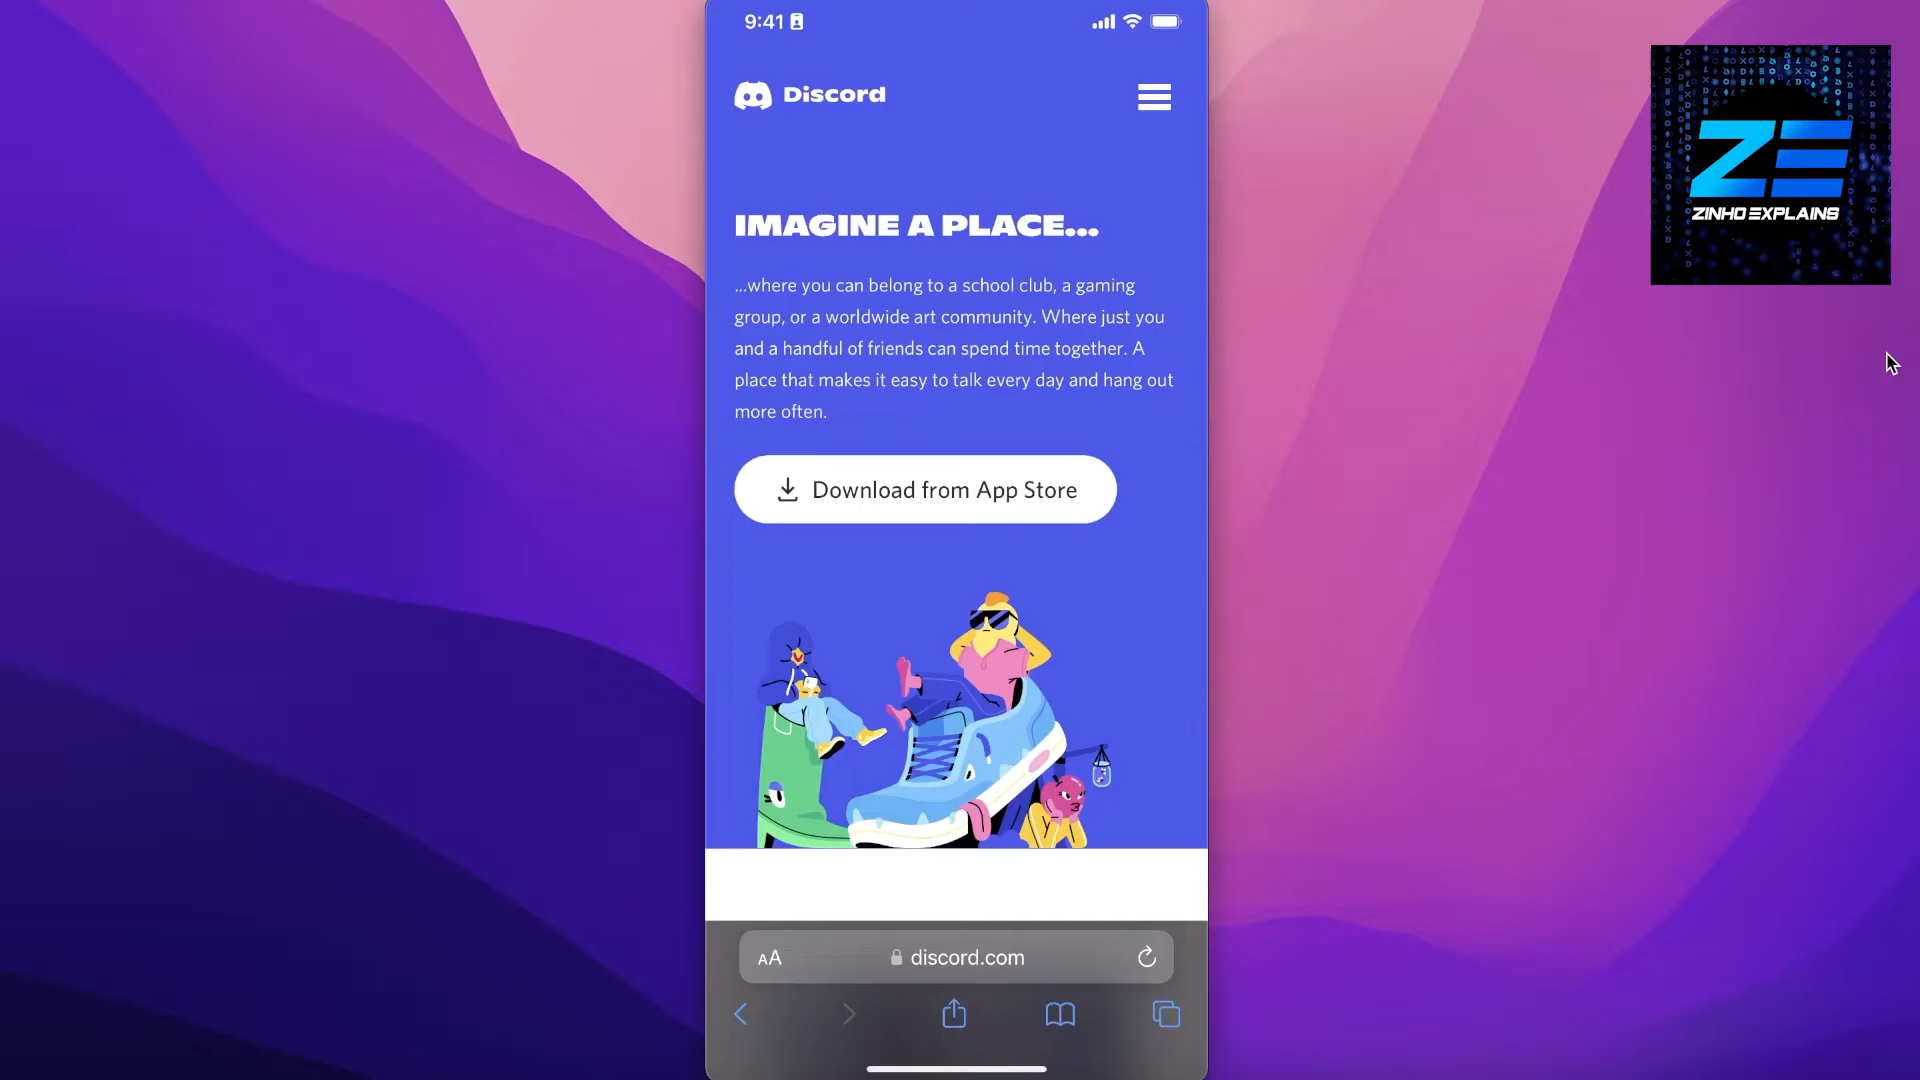 9:41
Discord
IMAGINE A PLACE...
...where you can belong to a school club, a gaming
group, or a worldwide art community. Where just you
and a handful of friends can spend time together. A
place that makes it easy to talk every day and hang out
more often.
Download from App Store
AA
discord.com
ZE
ZINHO EXPLAINS